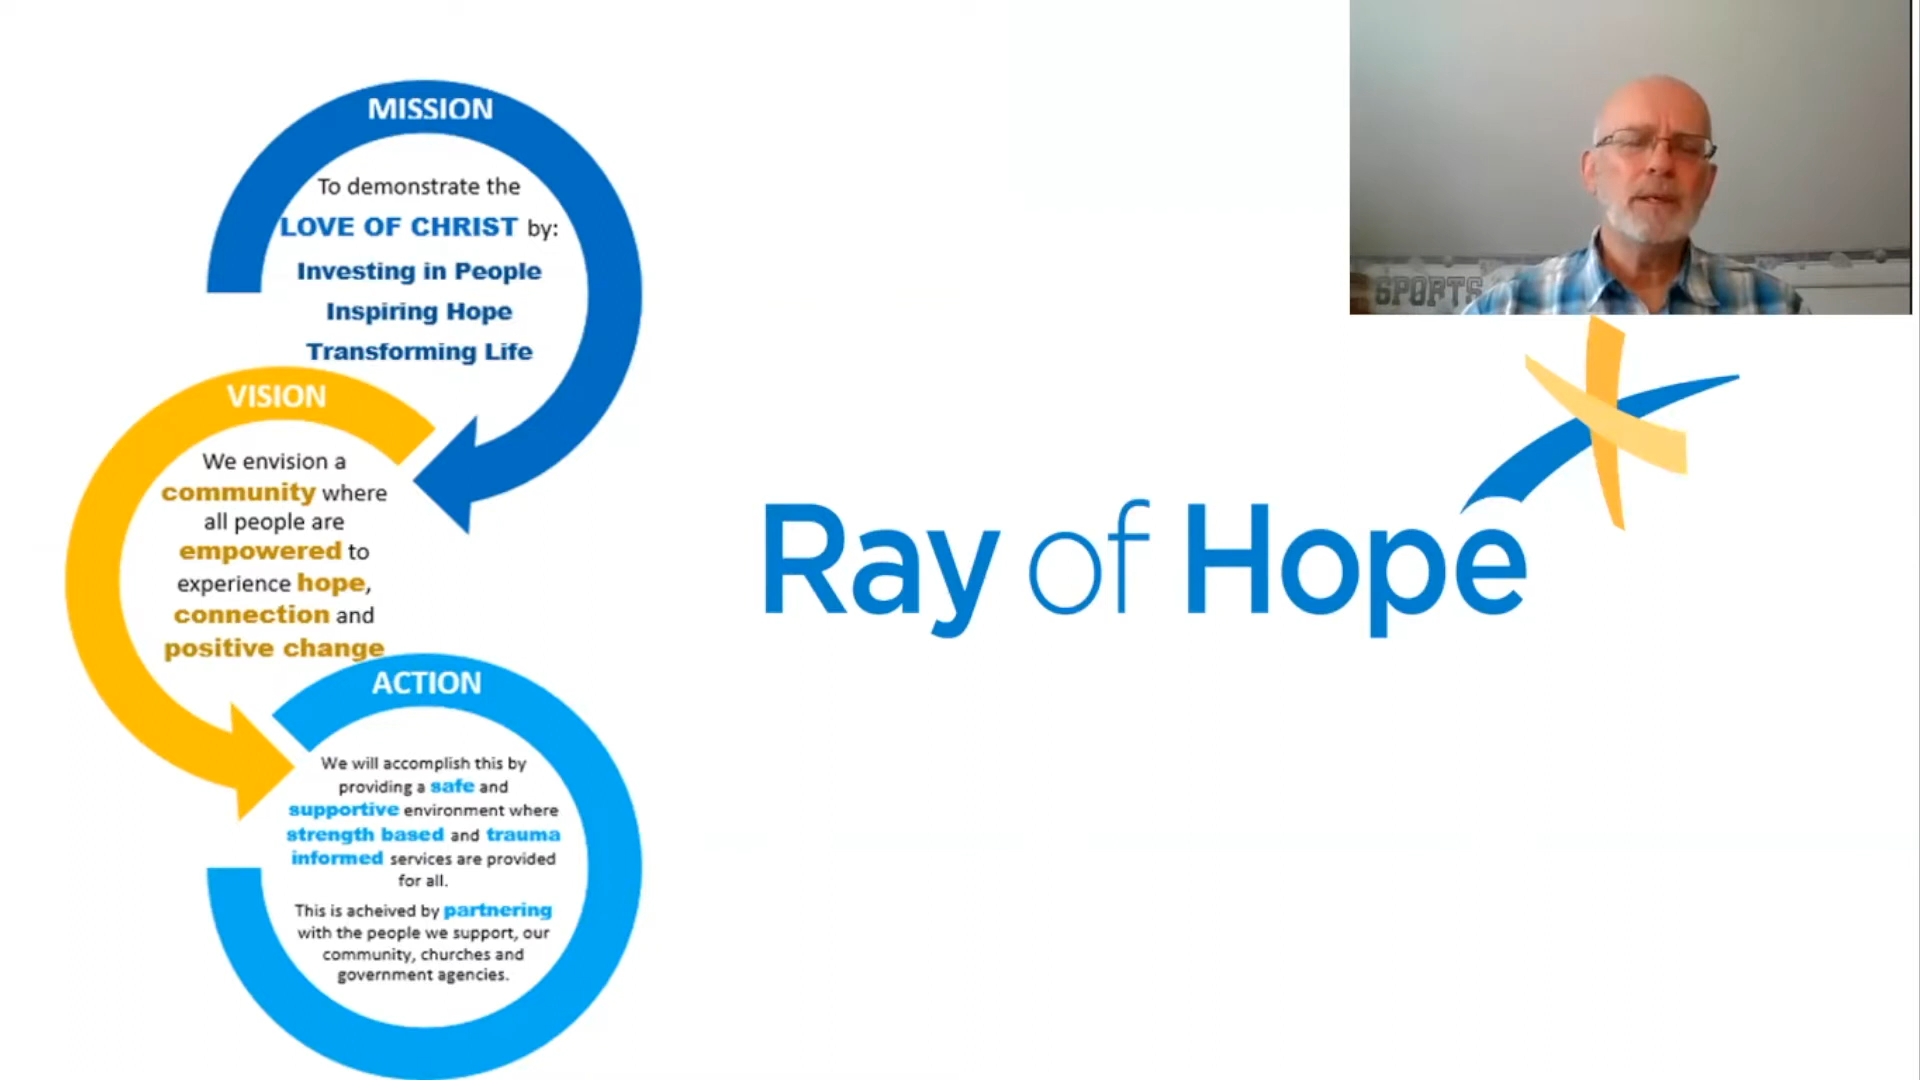 MISSION
To demonstrate the
LOVE OF CHRIST by:
Investing in People
Inspiring Hope
Transforming Life
VISION
We envision a
community where
all people are
empowered to
experience hope,
connection and
positive change
ACTION
We will accomplish this by
providing a safe and
supportive environment where
strength based and trauma
informed services are provided
for all.
This is acheived by partnering
with the people we support, our
community, churches and
government agencies.
Ray of Hope
SPORTS